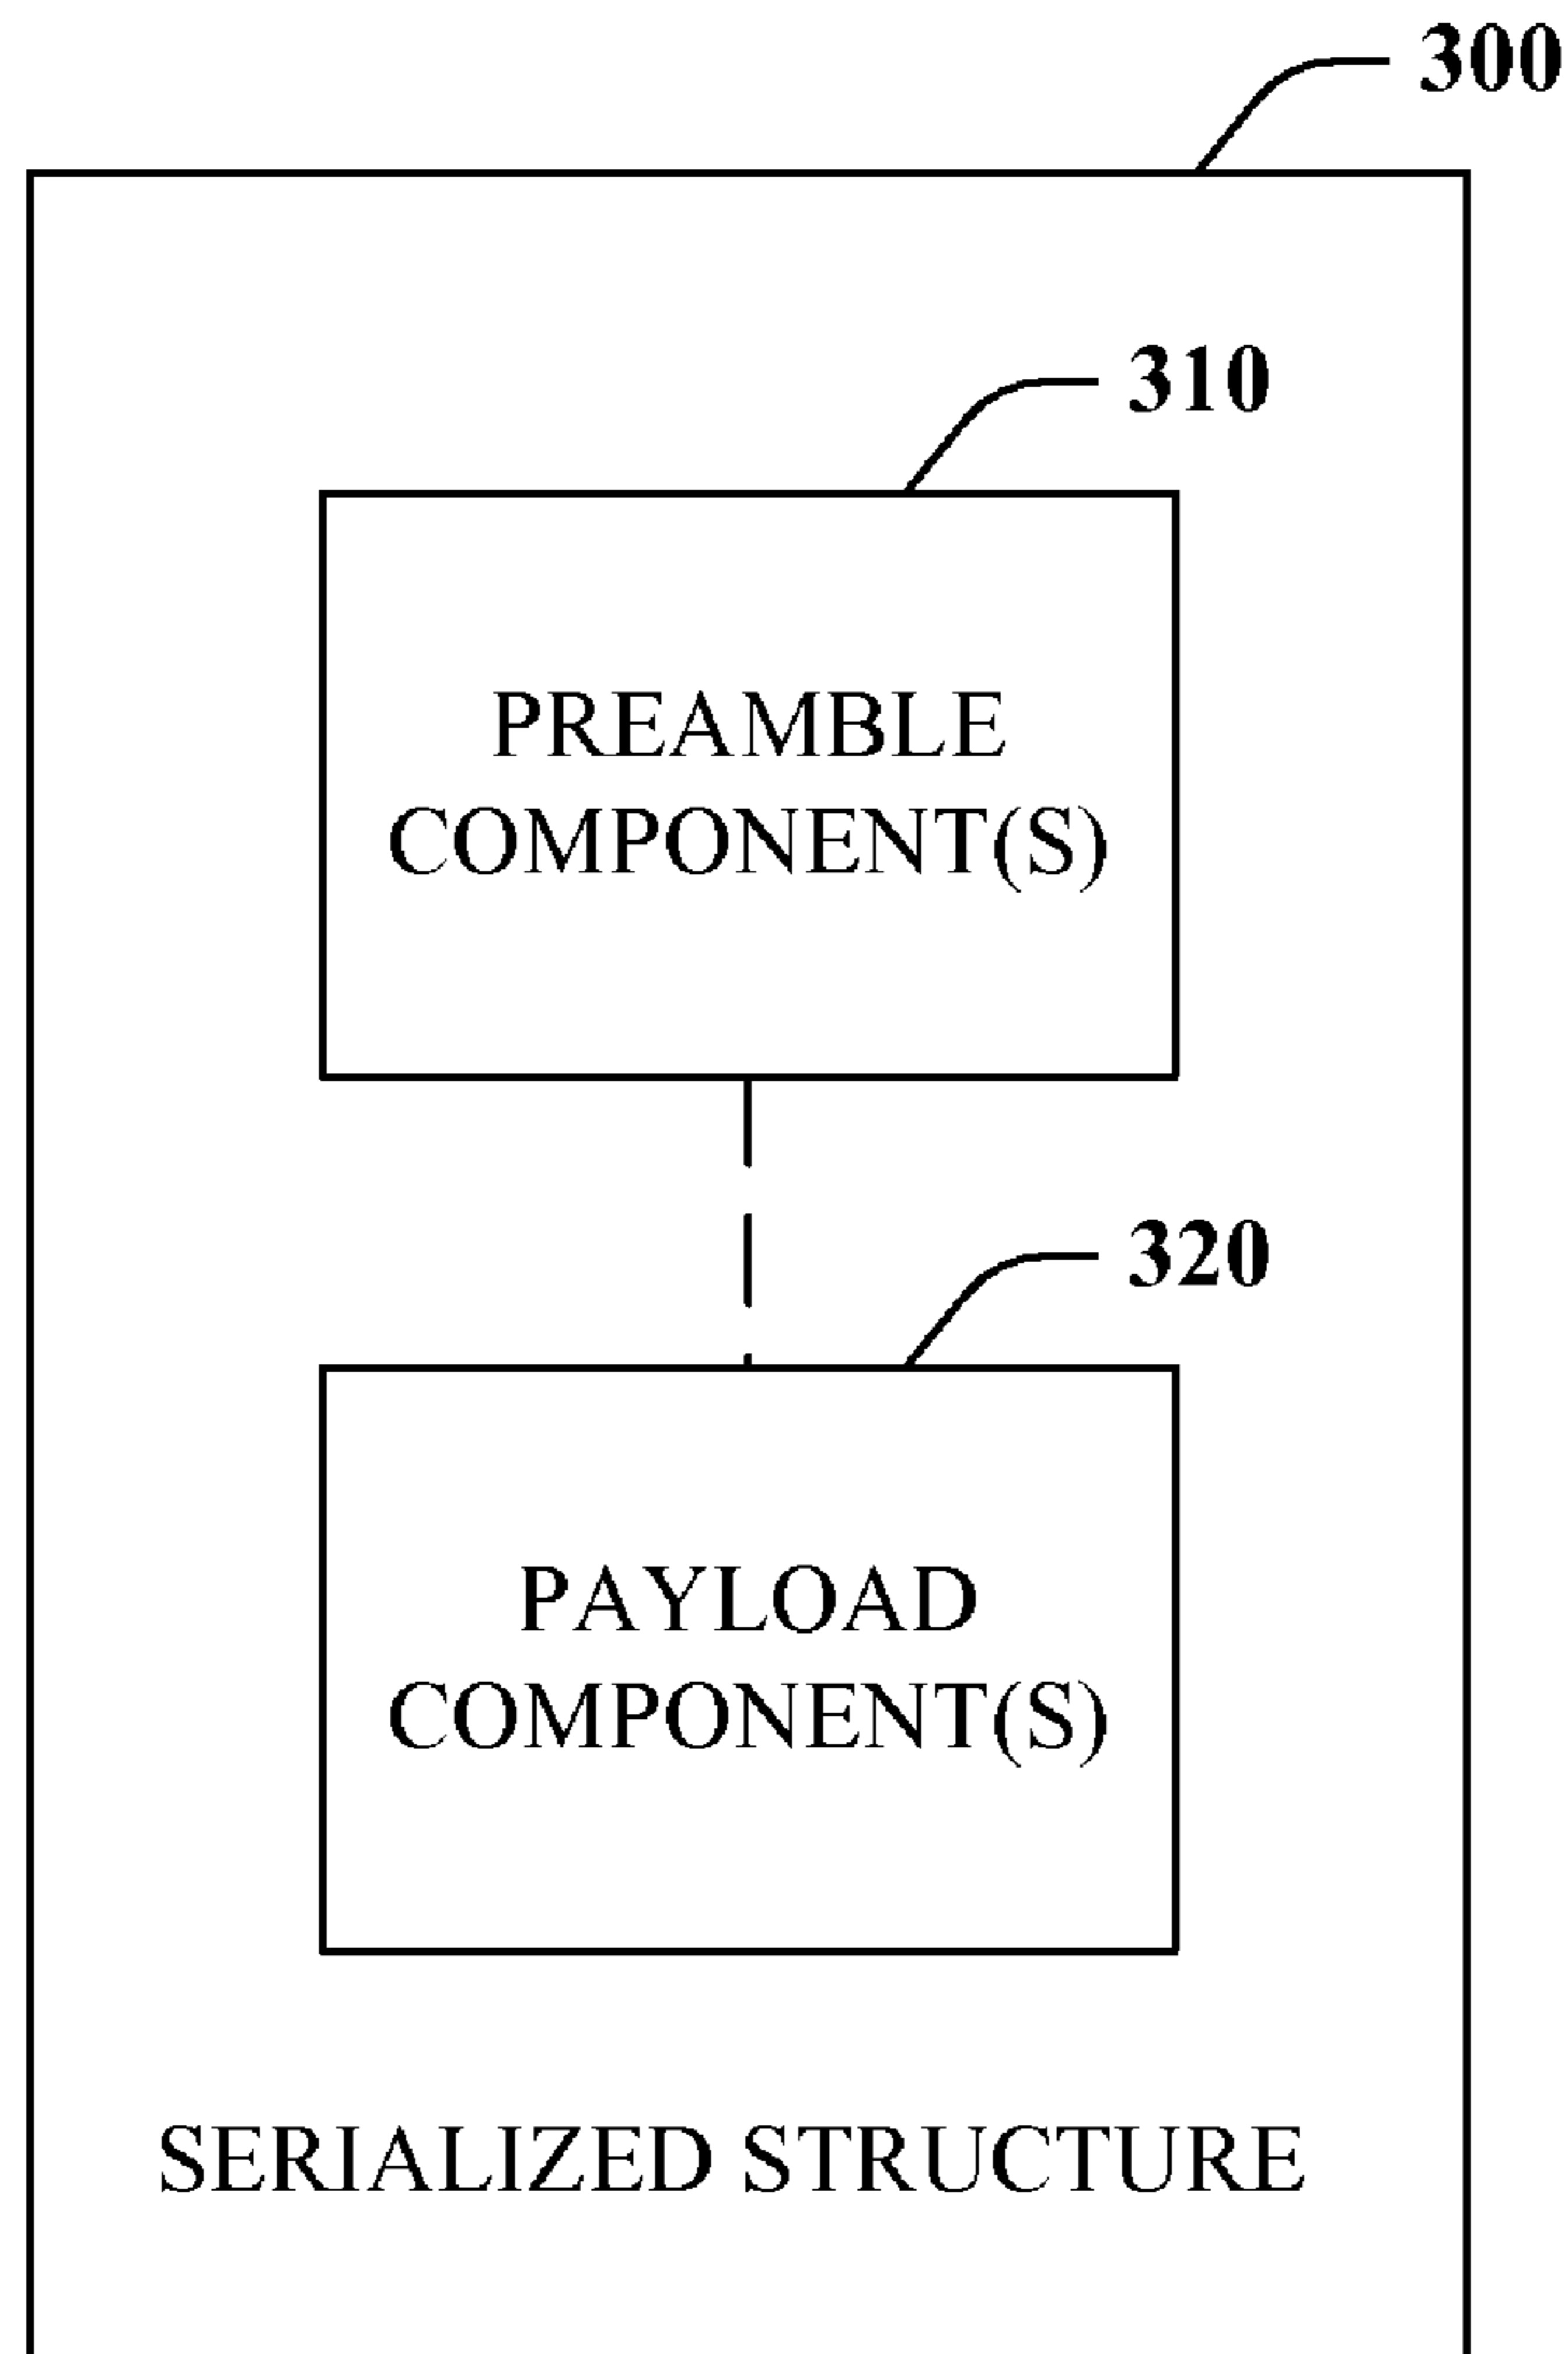 300
310
PREAMBLE
COMPONENT(S)
320
PAYLOAD
COMPONENT(S)
SERIALIZED STRUCTURE